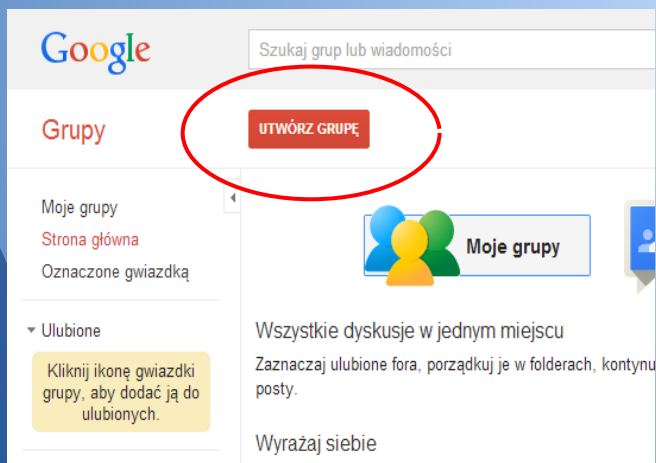 Google
Szukaj grup lub wiadomości
Grupy
UTWÓRZ GRUPĘ
Moje grupy
Strona główna
Oznaczone gwiazdką
Ulubione
Kliknij ikonę gwiazdki
grupy, aby dodać ją do
ulubionych.
Moje grupy
Wszystkie dyskusje w jednym miejscu
Zaznaczaj ulubione fora, porządkuj je w folderach, kontynu
posty.
Wyrażaj siebie